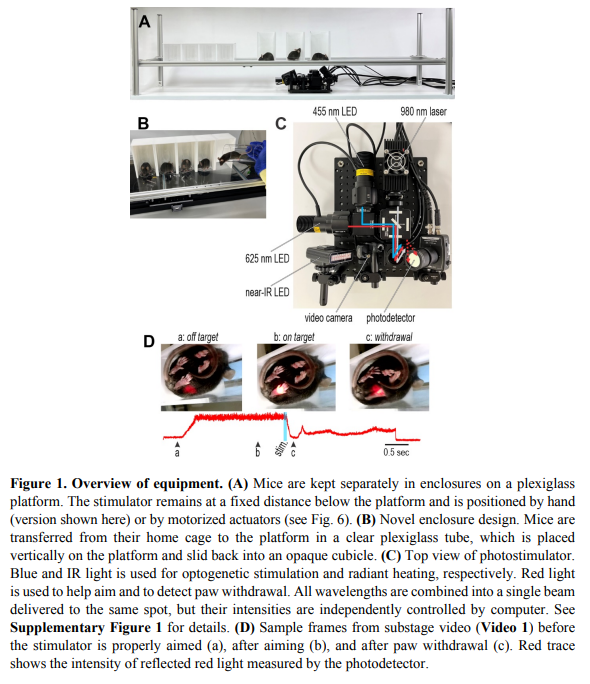 A
B
C
455 nm LED
980 nm laser
625 nm LED
near-IR LED
video camera
photodetector
D
a: off target
b: on target
c: withdrawal
a
b
stim.
c
0.5 sec
Figure 1. Overview of equipment. (A) Mice are kept separately in enclosures on a plexiglass
platform. The stimulator remains at a fixed distance below the platform and is positioned by hand
(version shown here) or by motorized actuators (see Fig. 6). (B) Novel enclosure design. Mice are
transferred from their home cage to the platform in a clear plexiglass tube, which is placed
vertically on the platform and slid back into an opaque cubicle. (C) Top view of photostimulator.
Blue and IR light is used for optogenetic stimulation and radiant heating, respectively. Red light
is used to help aim and to detect paw withdrawal. All wavelengths are combined into a single beam
delivered to the same spot, but their intensities are independently controlled by computer. See
Supplementary Figure 1 for details. (D) Sample frames from substage video (Video 1) before
the stimulator is properly aimed (a), after aiming (b), and after paw withdrawal (c). Red trace
shows the intensity of reflected red light measured by the photodetector.